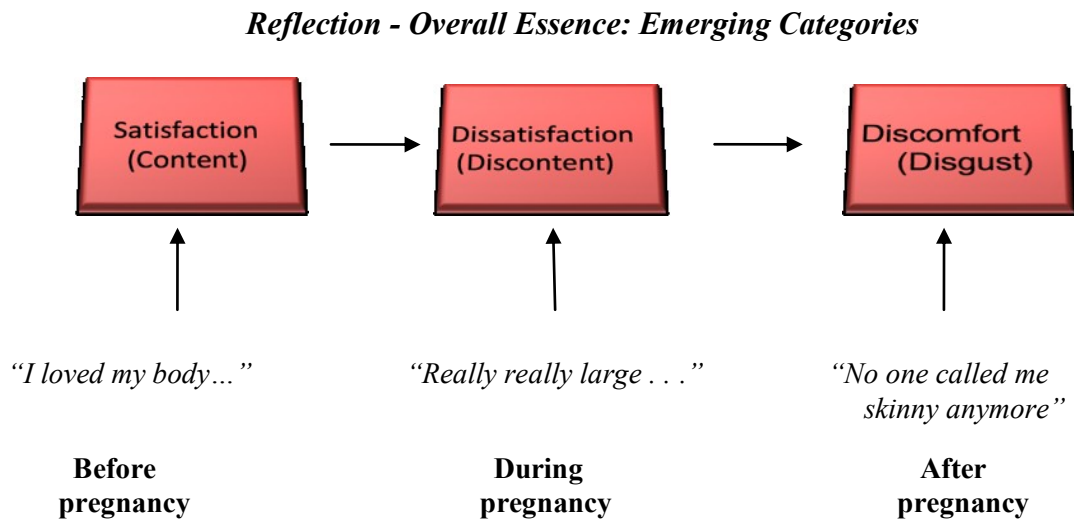 Reflection - Overall Essence: Emerging Categories
Satisfaction
(Content)
Dissatisfaction
(Discontent)
Discomfort
(Disgust)
“I loved my body…”
“Really really large . . .”
“No one called me
skinny anymore”
Before
pregnancy
During
pregnancy
After
pregnancy